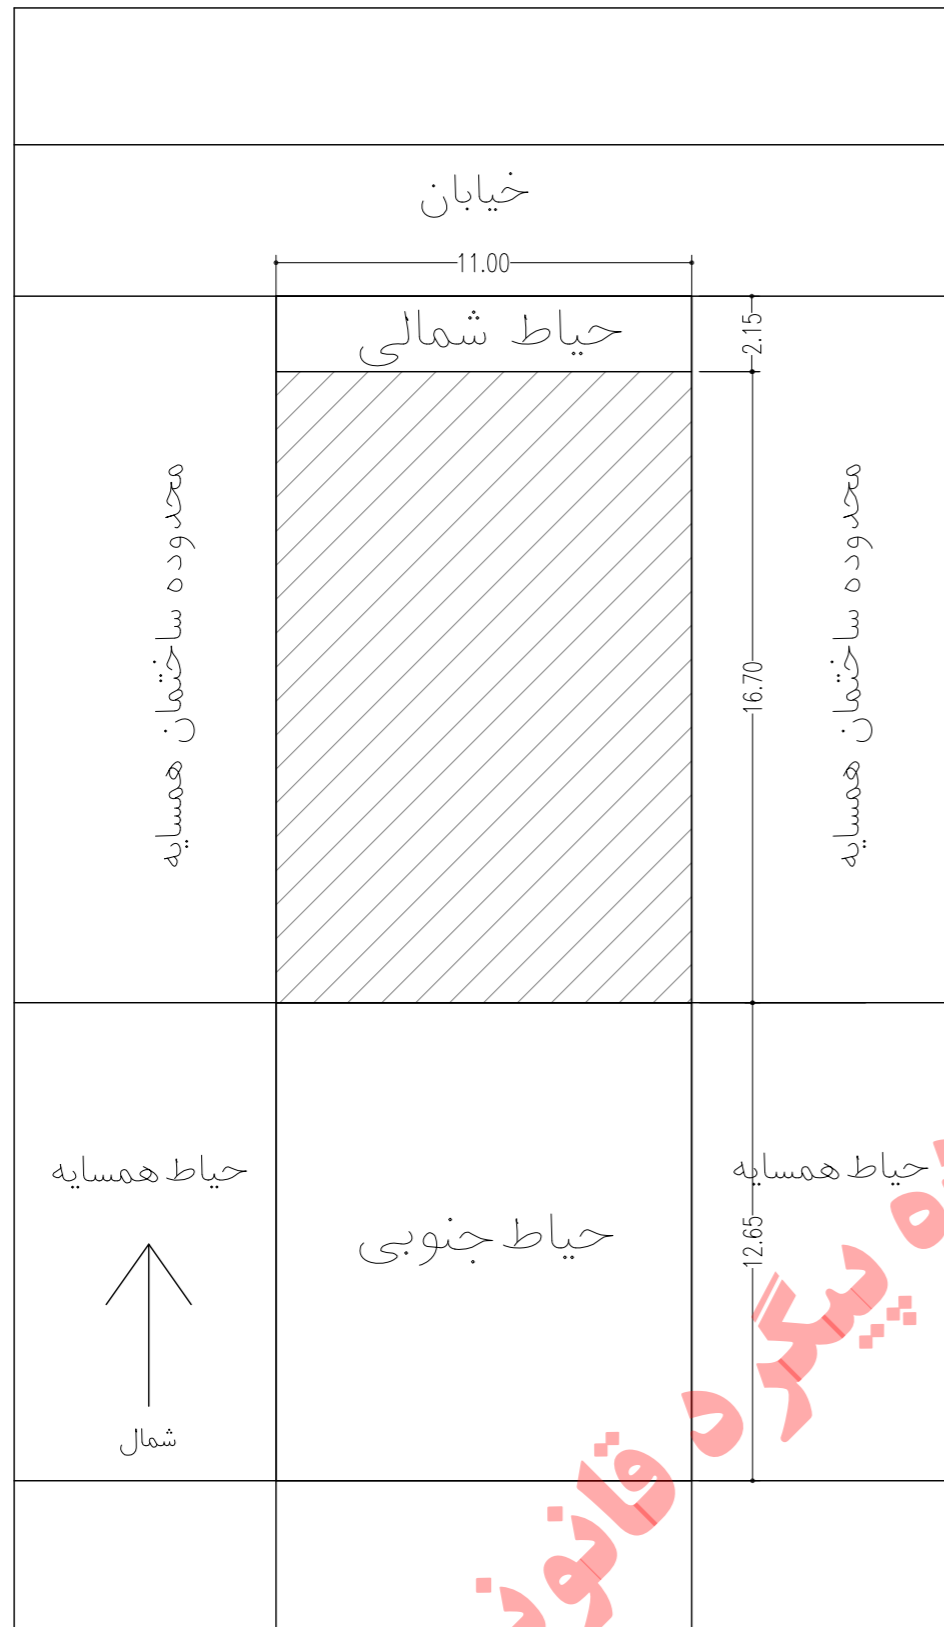 خیابان
11.00
حیاط شمالی
2.15
محدوده ساختمان همسایه
16.70
محدوده ساختمان همسایه
حیاط همسایه
حیاط همسایه
حیاط جنوبی
12.65
شمال
پیگرد